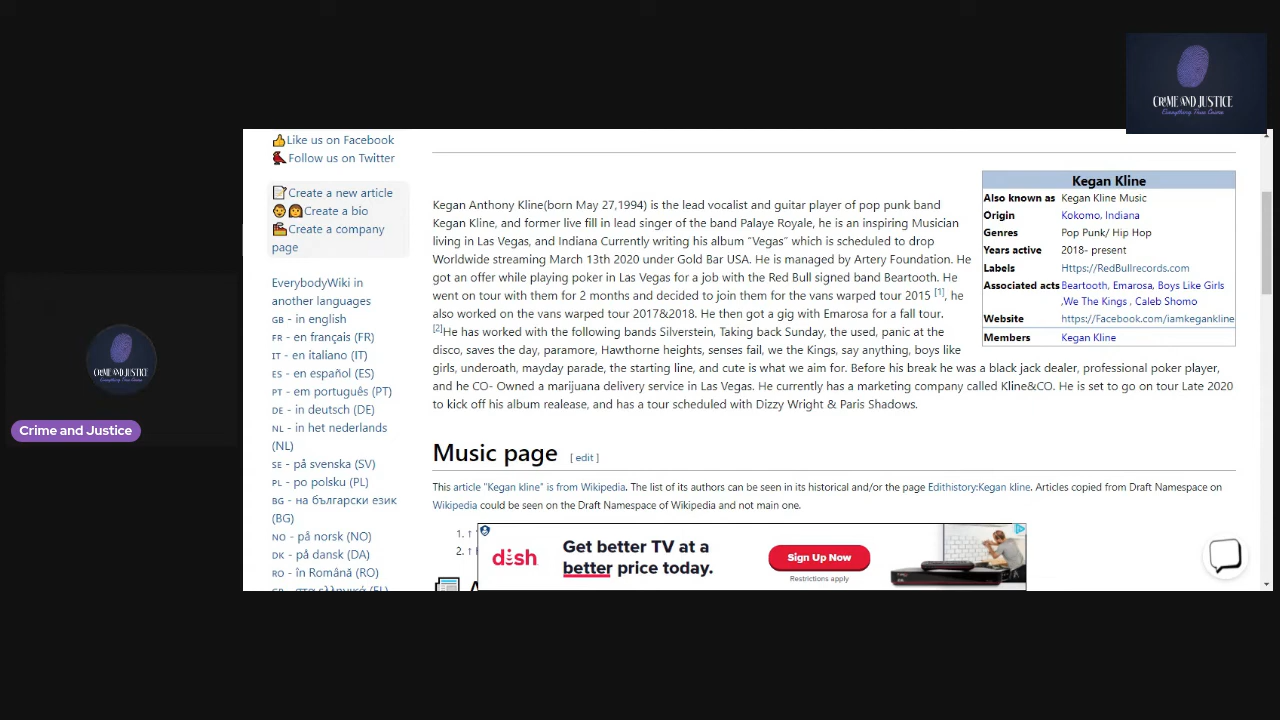 CRIME AND JUSTICE
Everything True Crime
👍Like us on Facebook
Follow us on Twitter
Create a new article
Create a bio
Create a company
page
EverybodyWiki in
another languages
GB - in english
FR - en français (FR)
IT - en italiano (IT)
ES - en español (ES)
PT - em português (PT)
DE - in deutsch (DE)
NL - in het nederlands
(NL)
SE - på svenska (SV)
PL - po polsku (PL)
BG - на български език
(BG)
NO - på norsk (NO)
DK - på dansk (DA)
RO - în Română (RO)
Kegan Anthony Kline(born May 27,1994) is the lead vocalist and guitar player of pop punk band
Kegan Kline, and former live fill in lead singer of the band Palaye Royale, he is an inspiring Musician
living in Las Vegas, and Indiana Currently writing his album "Vegas" which is scheduled to drop
Worldwide streaming March 13th 2020 under Gold Bar USA. He is managed by Artery Foundation. He
got an offer while playing poker in Las Vegas for a job with the Red Bull signed band Beartooth. He
went on tour with them for 2 months and decided to join them for the vans warped tour 2015 [1], he
also worked on the vans warped tour 2017&2018. He then got a gig with Emarosa for a fall tour.
[2]He has worked with the following bands Silverstein, Taking back Sunday, the used, panic at the
disco, saves the day, paramore, Hawthorne heights, senses fail, we the Kings, say anything, boys like
girls, underoath, mayday parade, the starting line, and cute is what we aim for. Before his break he was a black jack dealer, professional poker player,
and he CO- Owned a marijuana delivery service in Las Vegas. He currently has a marketing company called Kline&CO. He is set to go on tour Late 2020
to kick off his album realease, and has a tour scheduled with Dizzy Wright & Paris Shadows.
Kegan Kline
Also known as Kegan Kline Music
Origin Kokomo, Indiana
Genres Pop Punk/ Hip Hop
Years active 2018- present
Labels Https://RedBullrecords.com
Associated acts Beartooth, Emarosa, Boys Like Girls
,We The Kings , Caleb Shomo
Website https://Facebook.com/iamkegankline
Members Kegan Kline
Music page [ edit ]
This article "Kegan kline" is from Wikipedia. The list of its authors can be seen in its historical and/or the page Edithistory:Kegan kline. Articles copied from Draft Namespace on
Wikipedia could be seen on the Draft Namespace of Wikipedia and not main one.
1. ↑
2. ↑
dish
Get better TV at a
better price today.
Sign Up Now
Restrictions apply
CRIME AND JUSTICE
Crime and Justice